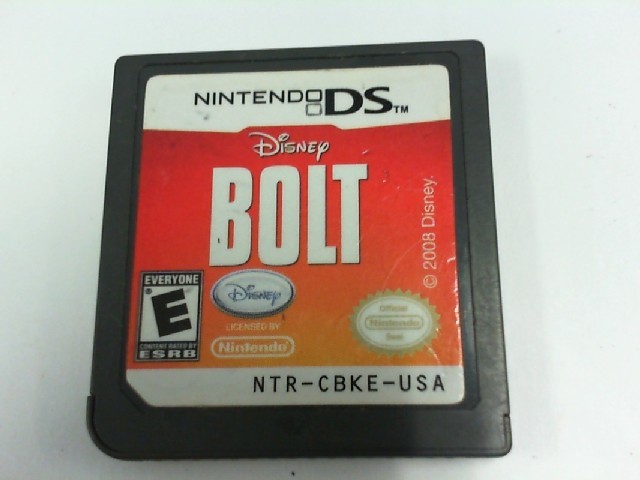 NINTENDO DS™
Disney
BOLT
© 2008 Disney.
EVERYONE
E
CONTENT RATED BY
ESRB
Disney
LICENSED BY
Nintendo
Official
Nintendo
Seal
NTR-CBKE-USA